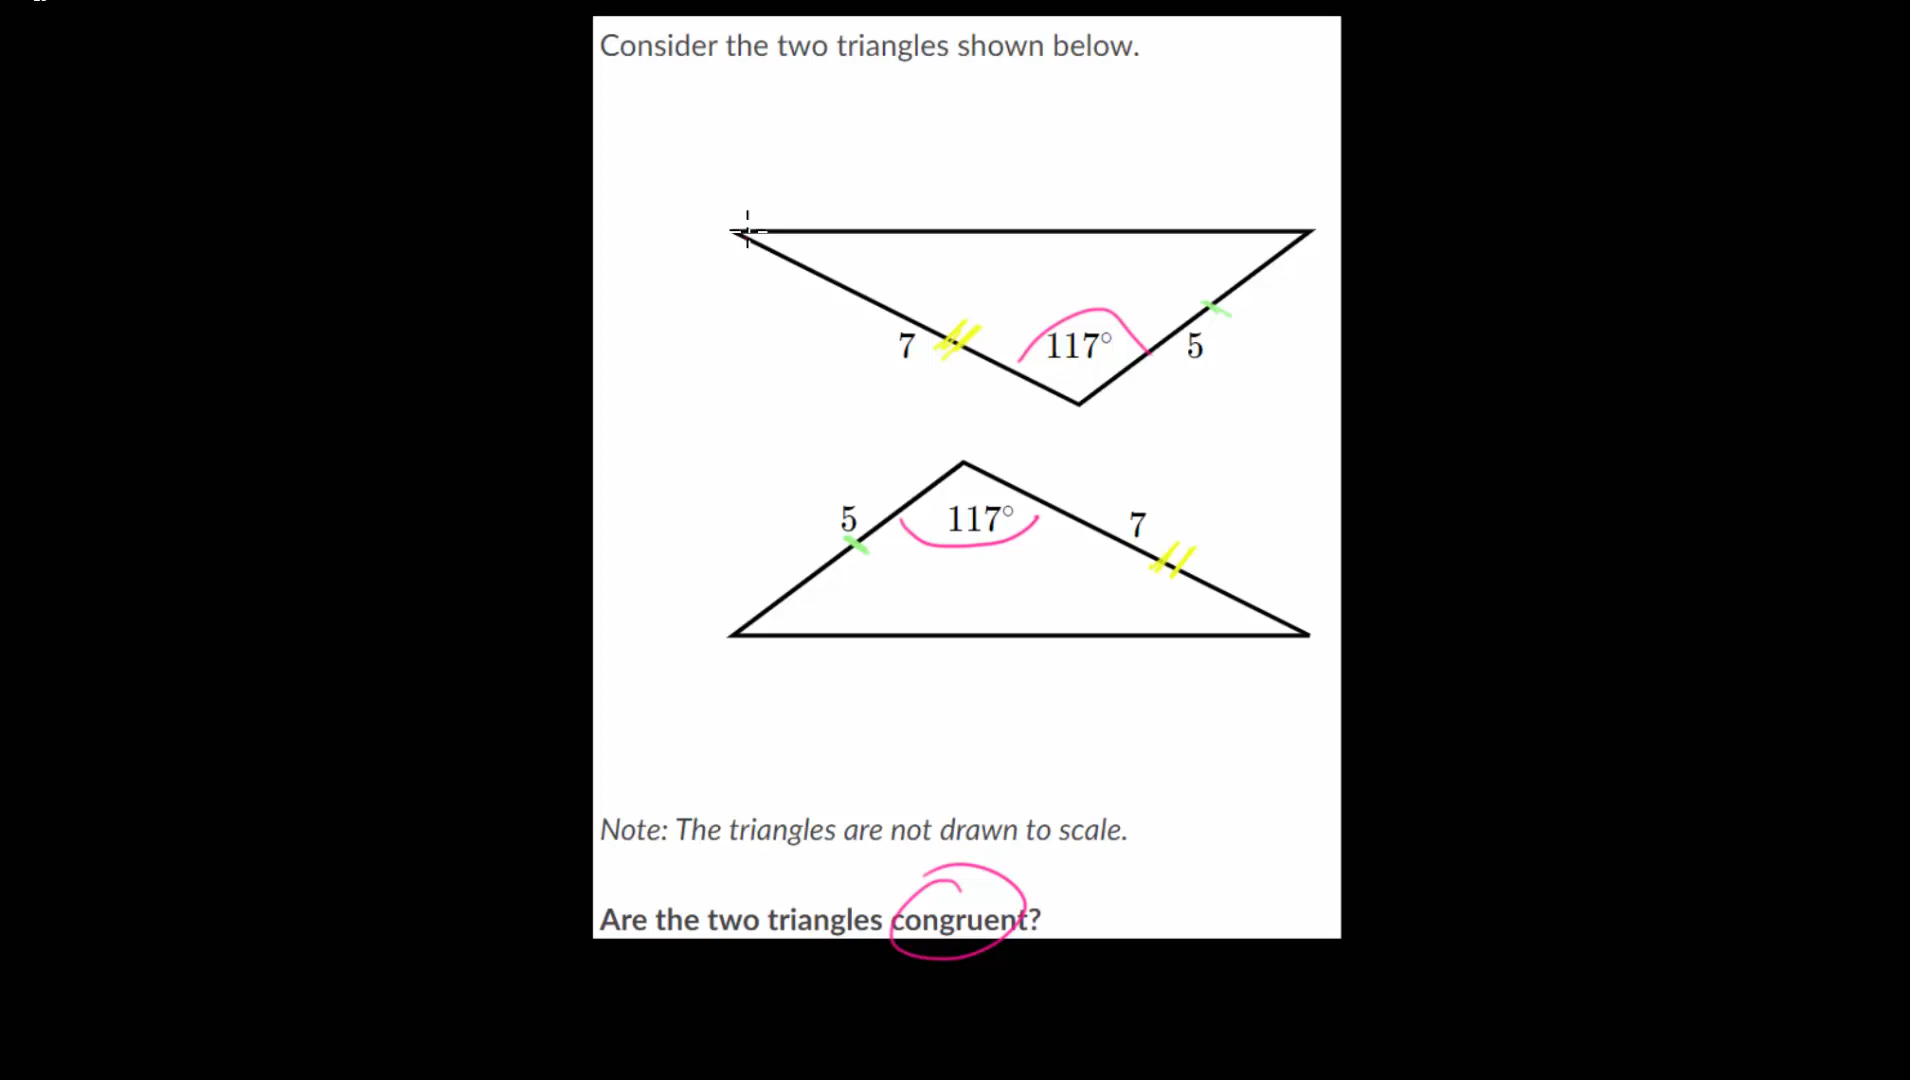 Consider the two triangles shown below.
7 117° 5
5 117° 7
Note: The triangles are not drawn to scale.
Are the two triangles congruent?